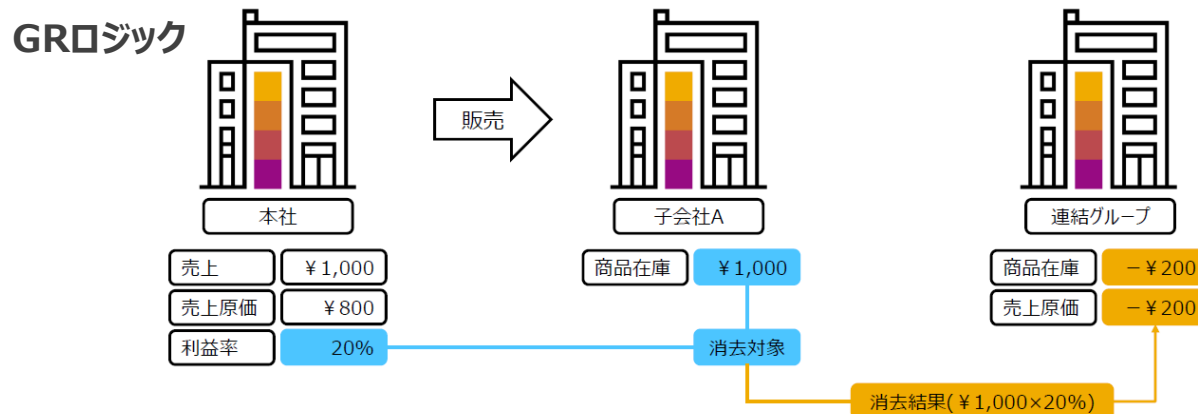 GRロジック
販売
本社
子会社A
連結グループ
売上
¥1,000
売上原価
¥800
利益率
20%
商品在庫
¥1,000
消去対象
商品在庫
－¥200
売上原価
－¥200
消去結果(¥1,000×20%)